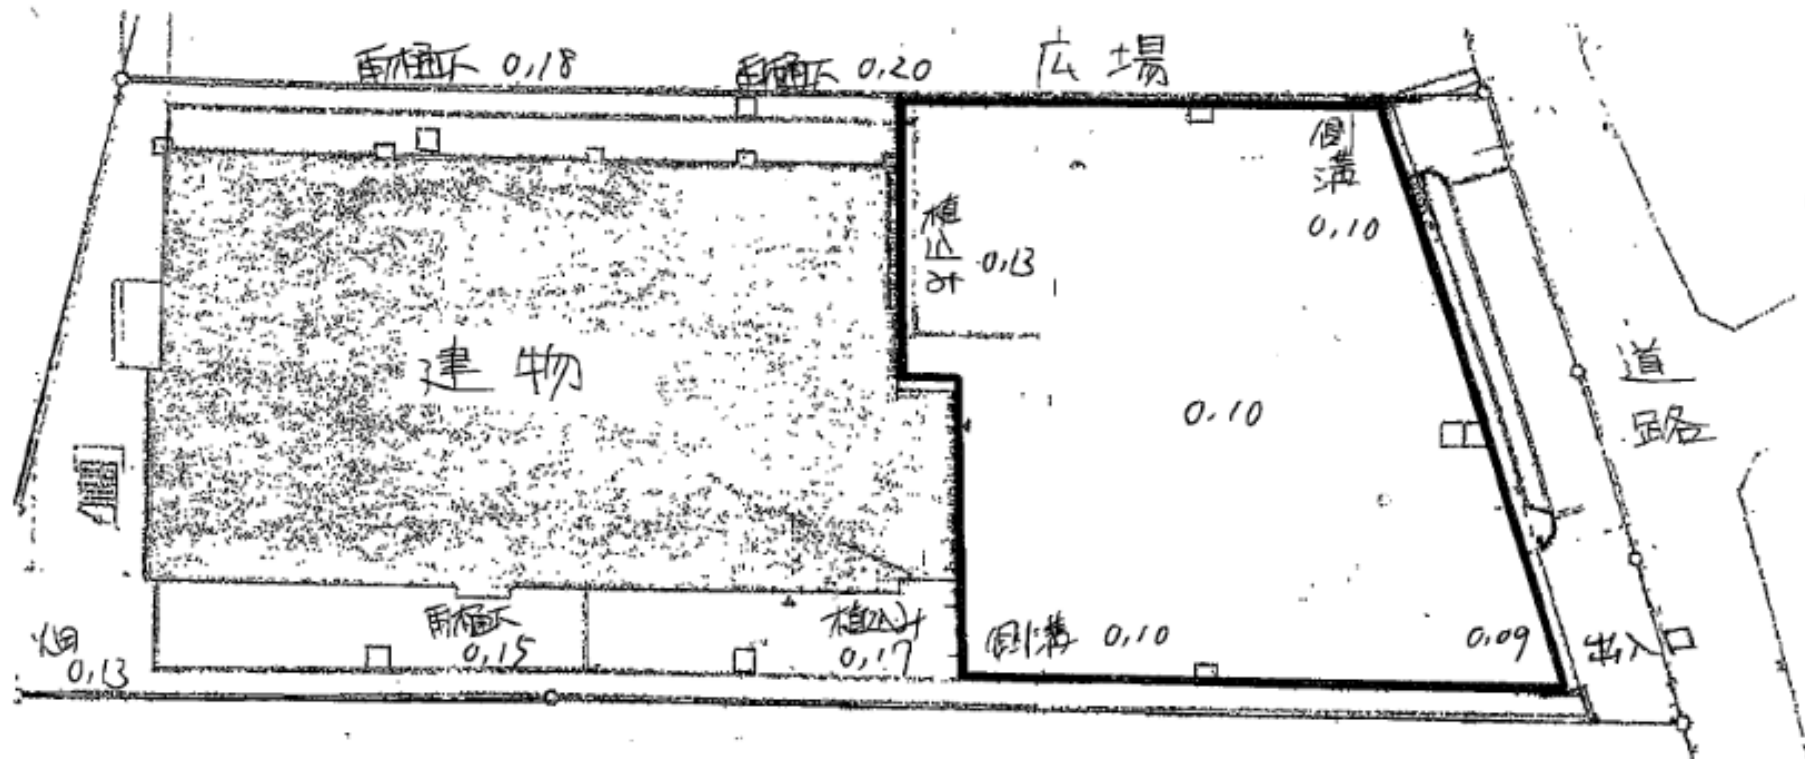 雨樋下 0.18
雨樋下 0.20
広場
側溝
0.10
植込み 0.13
建物
0.10
道路
雨樋下
0.15
植込み
0.17
側溝 0.10
0.09
出入口
畑
0.13